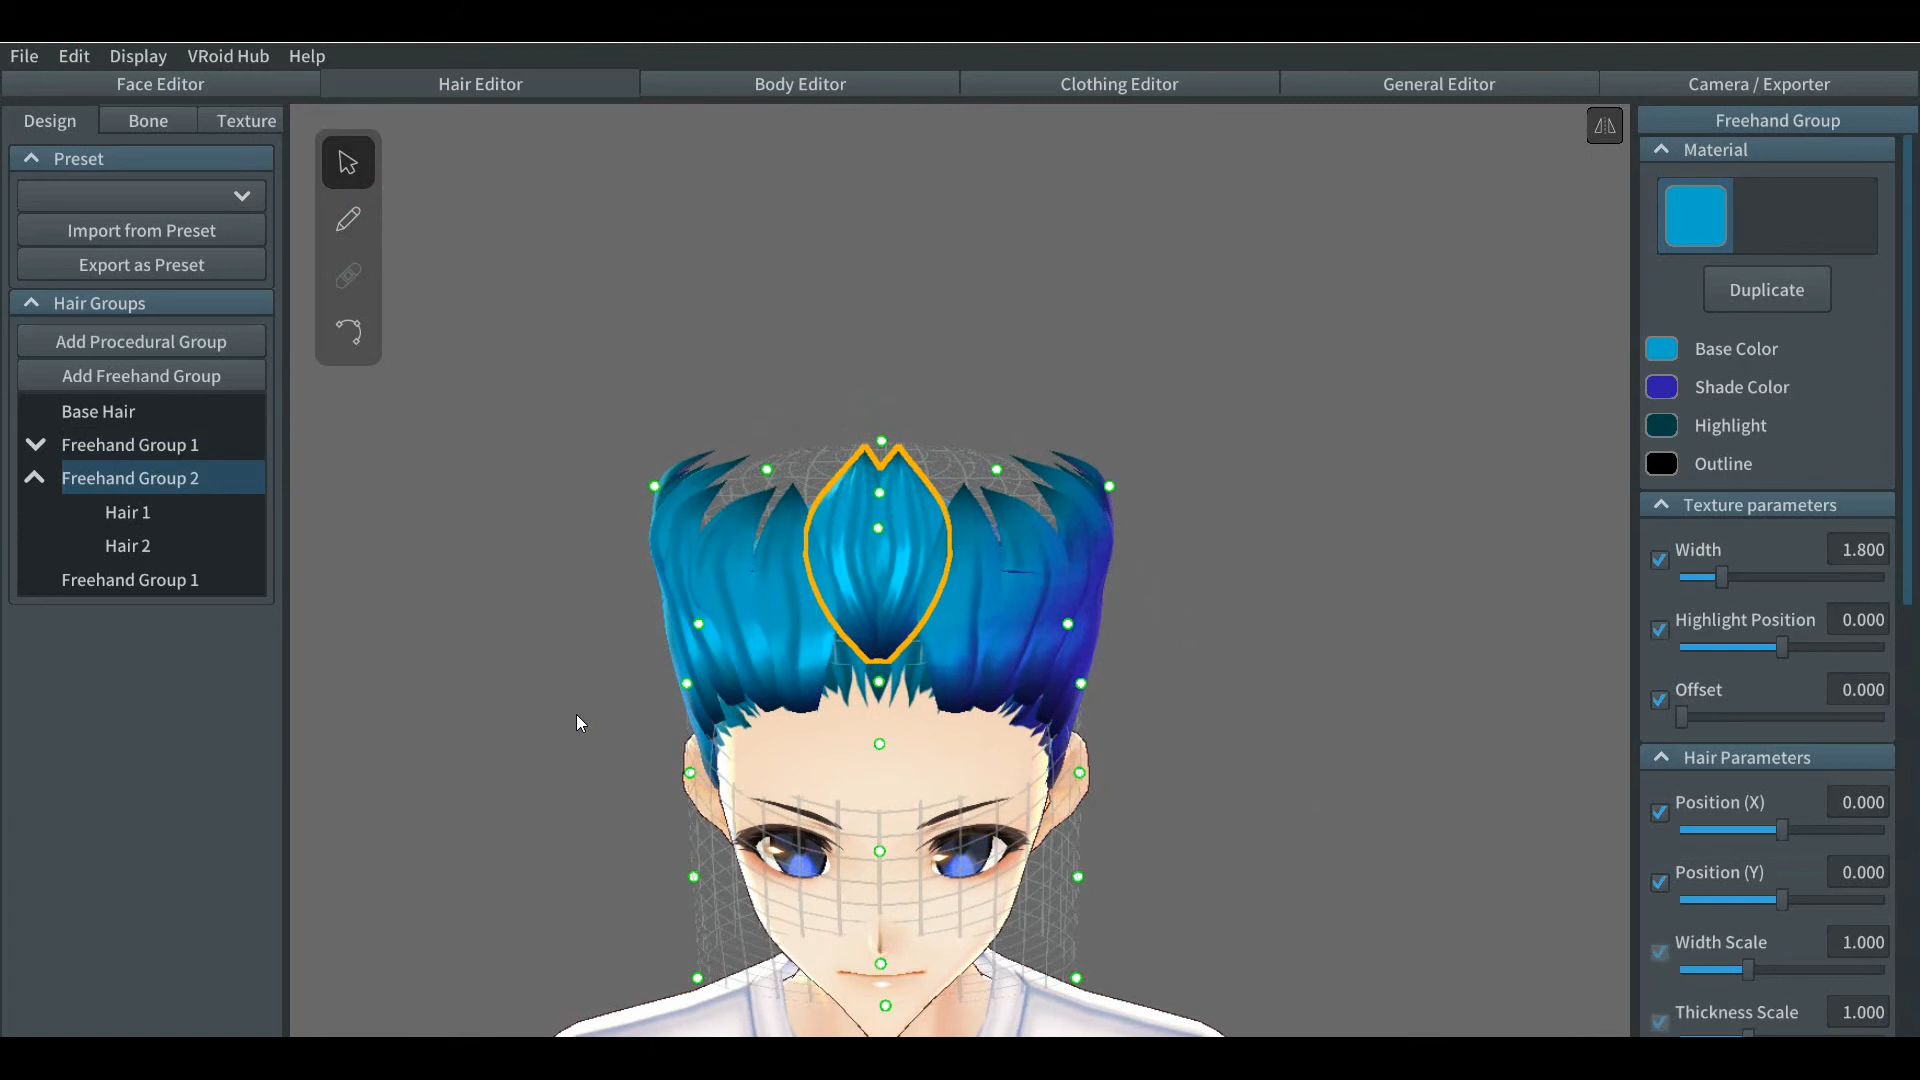 File Edit Display VRoid Hub Help
Face Editor Hair Editor Body Editor Clothing Editor General Editor Camera / Exporter
Design Bone Texture
Preset
Import from Preset
Export as Preset
Hair Groups
Add Procedural Group
Add Freehand Group
Base Hair
Freehand Group 1
Freehand Group 2
Hair 1
Hair 2
Freehand Group 1
Freehand Group
Material
Duplicate
Base Color
Shade Color
Highlight
Outline
Texture parameters
Width 1.800
Highlight Position 0.000
Offset 0.000
Hair Parameters
Position (X) 0.000
Position (Y) 0.000
Width Scale 1.000
Thickness Scale 1.000